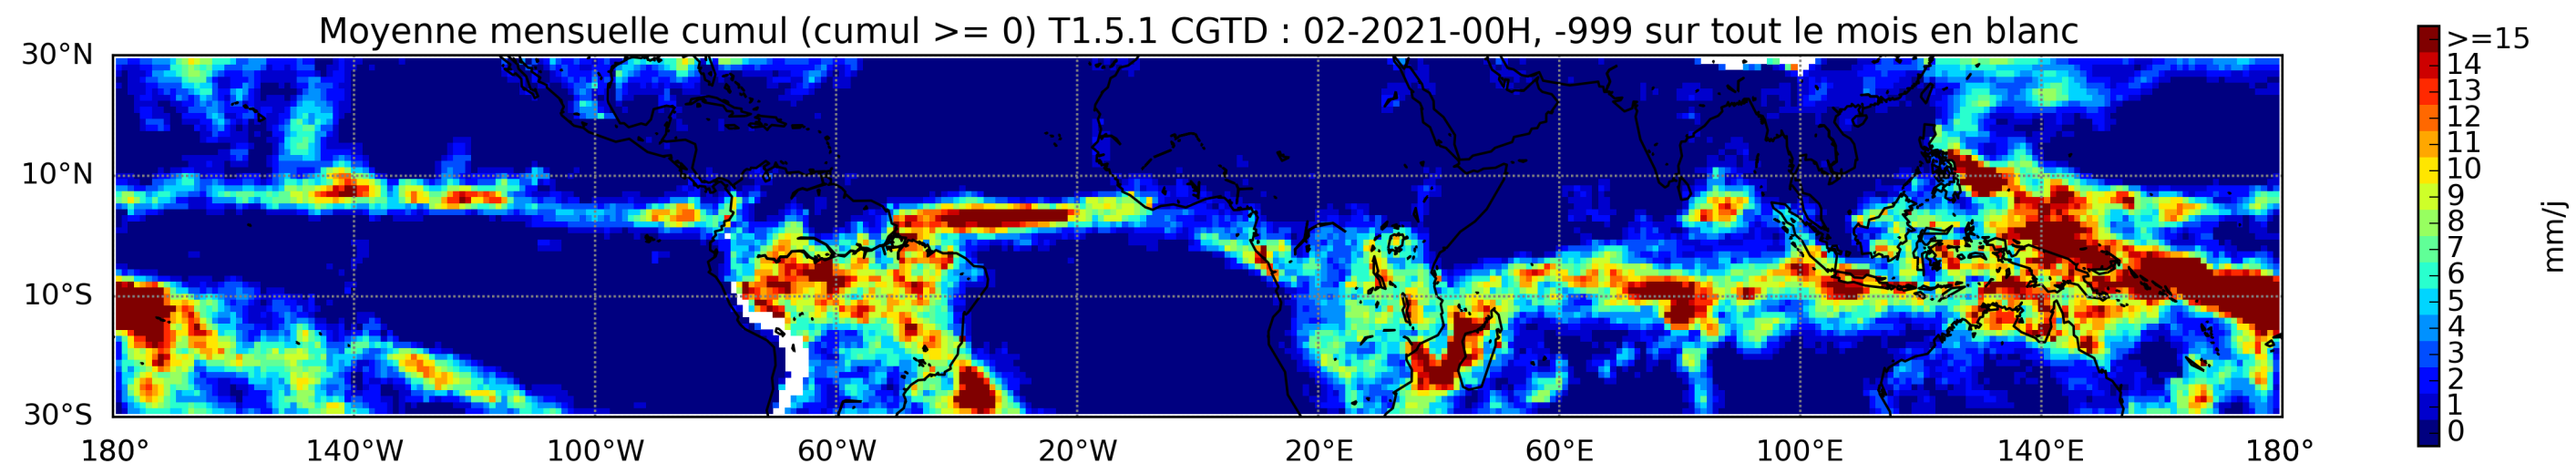 Moyenne mensuelle cumul (cumul >= 0) T1.5.1 CGTD : 02-2021-00H, -999 sur tout le mois en blanc
30°N
10°N
10°S
30°S
180°
140°W
100°W
60°W
20°W
20°E
60°E
100°E
140°E
180°
>=15
14
13
12
11
10
9
8
7
6
5
4
3
2
1
0
mm/j